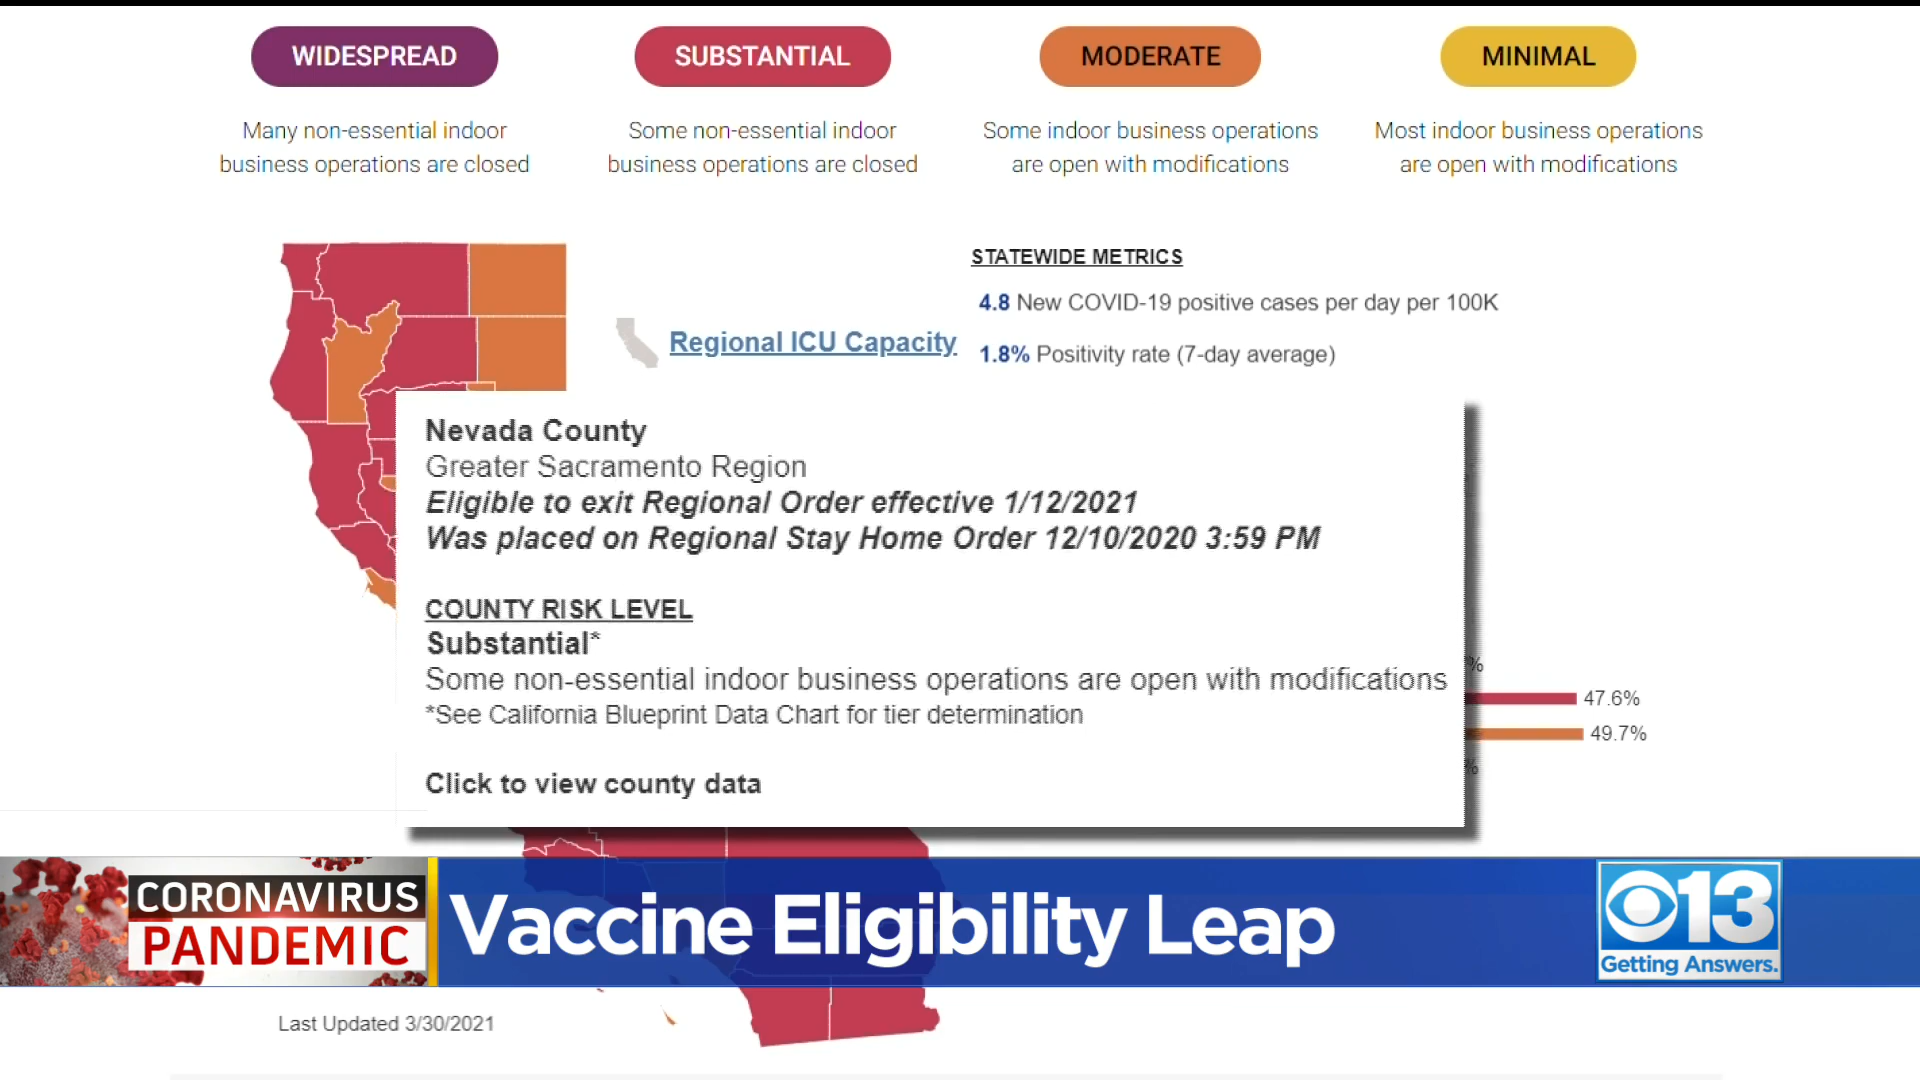 WIDESPREAD
SUBSTANTIAL
MODERATE
MINIMAL
Many non-essential indoor
business operations are closed
Some non-essential indoor
business operations are closed
Some indoor business operations
are open with modifications
Most indoor business operations
are open with modifications
STATEWIDE METRICS
4.8 New COVID-19 positive cases per day per 100K
Regional ICU Capacity
1.8% Positivity rate (7-day average)
Nevada County
Greater Sacramento Region
Eligible to exit Regional Order effective 1/12/2021
Was placed on Regional Stay Home Order 12/10/2020 3:59 PM
COUNTY RISK LEVEL
Substantial*
Some non-essential indoor business operations are open with modifications
*See California Blueprint Data Chart for tier determination
Click to view county data
%
47.6%
49.7%
%
CORONAVIRUS
PANDEMIC
Vaccine Eligibility Leap
13
Getting Answers.
Last Updated 3/30/2021